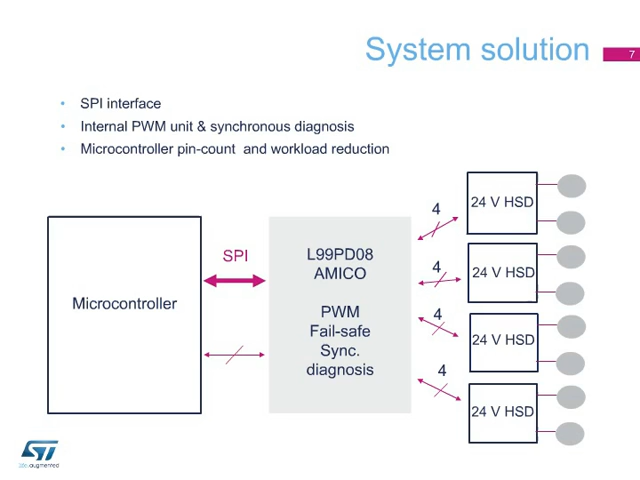 System solution
7
• SPI interface
• Internal PWM unit & synchronous diagnosis
• Microcontroller pin-count and workload reduction
Microcontroller
SPI
L99PD08
AMICO
PWM
Fail-safe
Sync.
diagnosis
4
24 V HSD
4
24 V HSD
4
24 V HSD
4
24 V HSD
ST
life.augmented